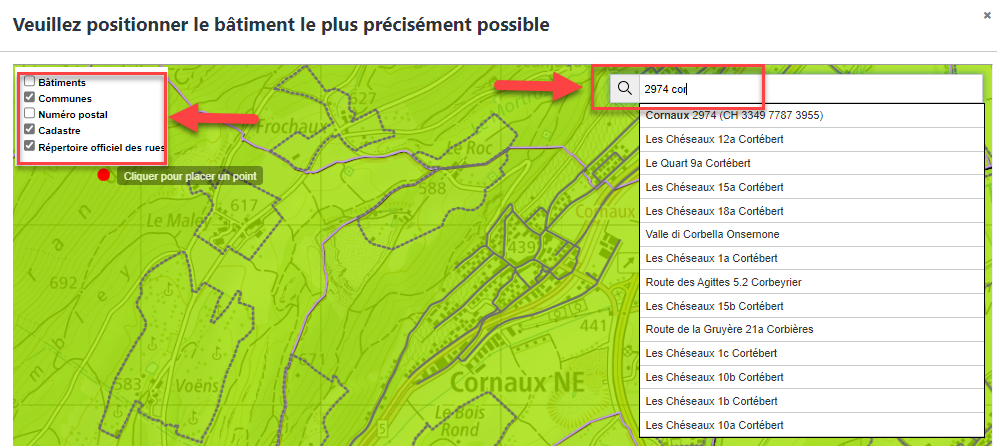 Veuillez positionner le bâtiment le plus précisément possible
×
Bâtiments
Communes
Numéro postal
Cadastre
Répertoire officiel des rues
2974 cor
Cornaux 2974 (CH 3349 7787 3955)
Les Chéseaux 12a Cortébert
Le Quart 9a Cortébert
Les Chéseaux 15a Cortébert
Les Chéseaux 18a Cortébert
Valle di Corbella Onsernone
Les Chéseaux 1a Cortébert
Route des Agittes 5.2 Corbeyrier
Les Chéseaux 15b Cortébert
Route de la Gruyère 21a Corbières
Les Chéseaux 1c Cortébert
Les Chéseaux 10b Cortébert
Les Chéseaux 1b Cortébert
Les Chéseaux 10a Cortébert
Cliquer pour placer un point
527
Frochaux
Le Roc
588
617
Le Male
Cornaux
439
441
583
Voëns
571
Cornaux NE
Le Bois
Rond
5